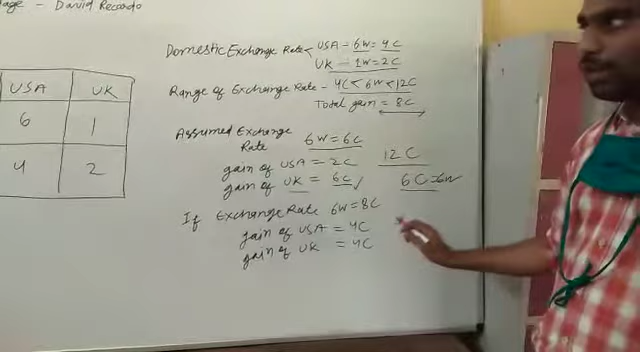 age - David Recardo
Domestic Exchange Rate < USA - 6W = 4C
UK - 1W = 2C
Range of Exchange Rate - 4C < 6W < 12C
Total gain = 8C
USA UK
6 1
4 2
Assumed Exchange Rate 6W = 6C
gain of USA = 2C 12C
gain of UK = 6C ✓ 6C
If Exchange Rate 6W = 8C
gain of USA = 4C
gain of UK = 4C